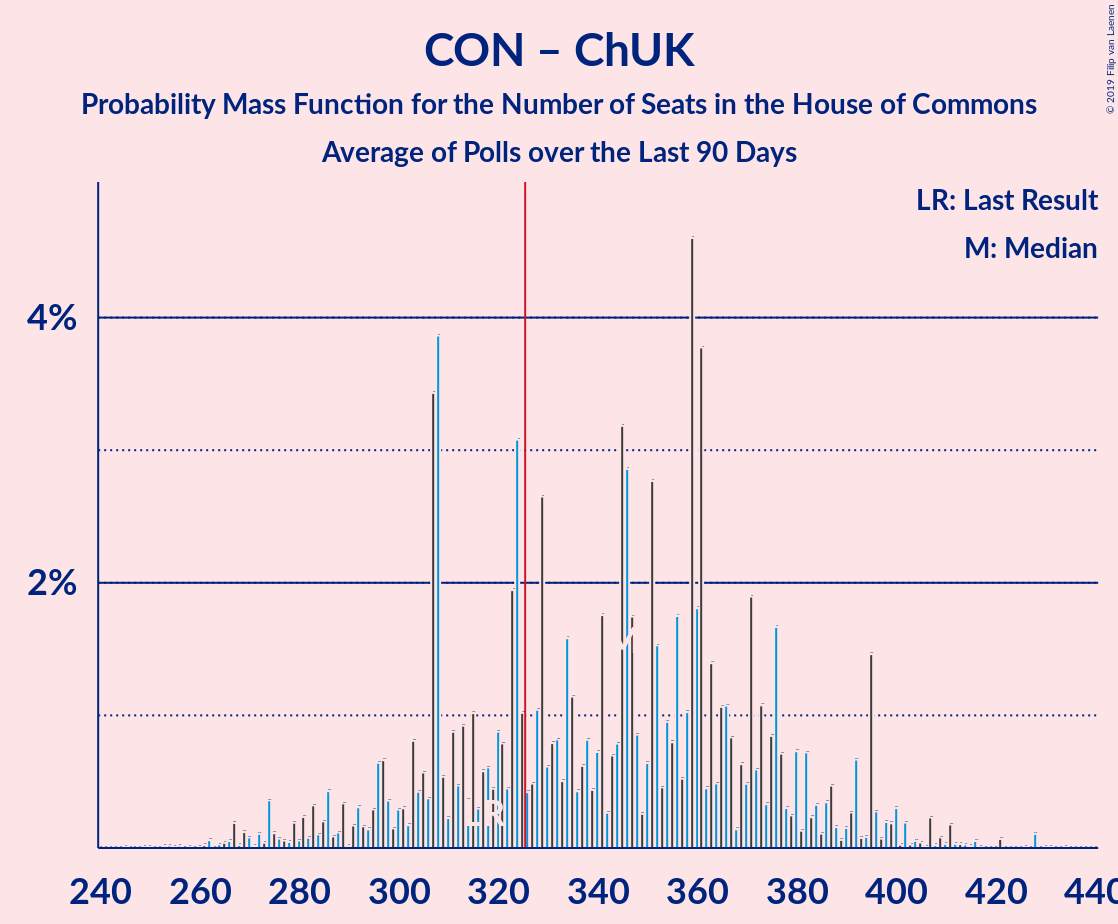 CON – ChUK
Probability Mass Function for the Number of Seats in the House of Commons
Average of Polls over the Last 90 Days
© 2019 Filip van Laenen
LR: Last Result
M: Median
4%
2%
LR
240 260 280 300 320 340 360 380 400 420 440